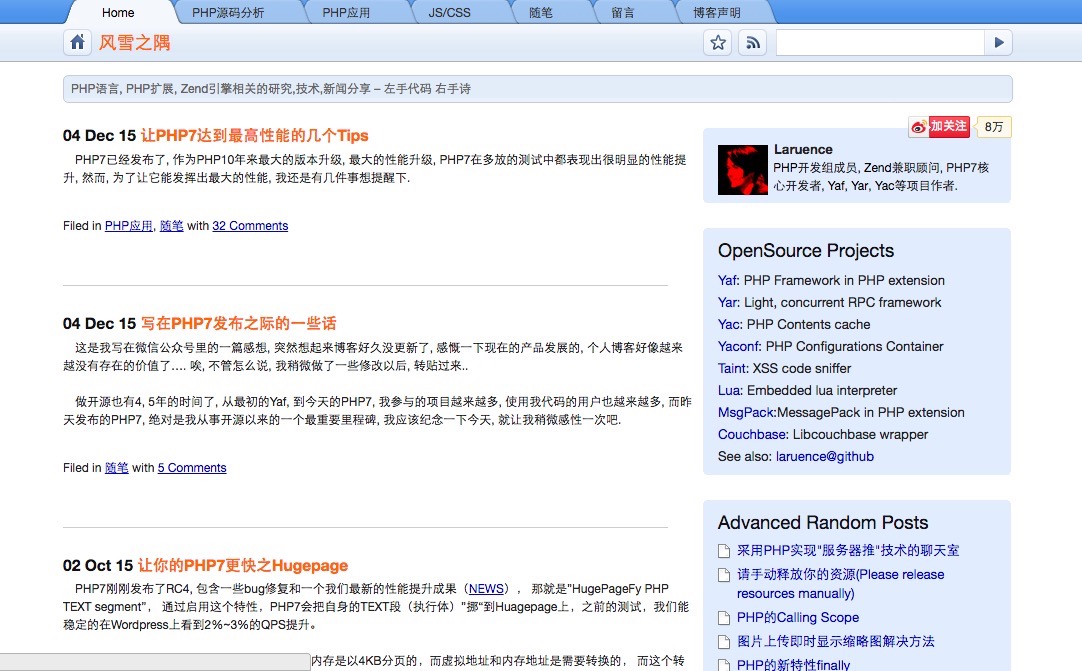 Home PHP源码分析 PHP应用 JS/CSS 随笔 留言 博客声明
风雪之隅
PHP语言, PHP扩展, Zend引擎相关的研究,技术,新闻分享 – 左手代码 右手诗
04 Dec 15 让PHP7达到最高性能的几个Tips
PHP7已经发布了, 作为PHP10年来最大的版本升级, 最大的性能升级, PHP7在多放的测试中都表现出很明显的性能提
升, 然而, 为了让它能发挥出最大的性能, 我还是有几件事想提醒下.
Filed in PHP应用, 随笔 with 32 Comments
04 Dec 15 写在PHP7发布之际的一些话
这是我写在微信公众号里的一篇感想, 突然想起来博客好久没更新了, 感慨一下现在的产品发展的, 个人博客好像越来
越没有存在的价值了.... 唉, 不管怎么说, 我稍微做了一些修改以后, 转贴过来..
做开源也有4, 5年的时间了, 从最初的Yaf, 到今天的PHP7, 我参与的项目越来越多, 使用我代码的用户也越来越多, 而昨
天发布的PHP7, 绝对是我从事开源以来的一个最重要里程碑, 我应该纪念一下今天, 就让我稍微感性一次吧.
Filed in 随笔 with 5 Comments
02 Oct 15 让你的PHP7更快之Hugepage
PHP7刚刚发布了RC4, 包含一些bug修复和一个我们最新的性能提升成果（NEWS）， 那就是"HugePageFy PHP
TEXT segment"， 通过启用这个特性，PHP7会把自身的TEXT段（执行体）"挪“到Huagepage上，之前的测试，我们能
稳定的在Wordpress上看到2%~3%的QPS提升。
内存是以4KB分页的，而虚拟地址和内存地址是需要转换的， 而这个转
加关注 8万
Laruence
PHP开发组成员, Zend兼职顾问, PHP7核
心开发者, Yaf, Yar, Yac等项目作者.
OpenSource Projects
Yaf: PHP Framework in PHP extension
Yar: Light, concurrent RPC framework
Yac: PHP Contents cache
Yaconf: PHP Configurations Container
Taint: XSS code sniffer
Lua: Embedded lua interpreter
MsgPack:MessagePack in PHP extension
Couchbase: Libcouchbase wrapper
See also: laruence@github
Advanced Random Posts
采用PHP实现"服务器推"技术的聊天室
请手动释放你的资源(Please release
resources manually)
PHP的Calling Scope
图片上传即时显示缩略图解决方法
PHP的新特性finally